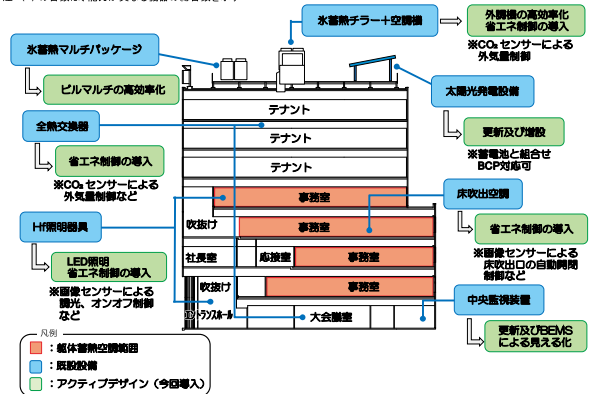 氷蓄熱チラー＋空調機
外調機の高効率化
省エネ制御の導入
※CO₂センサーによる
外気量制御
氷蓄熱マルチパッケージ
ビルマルチの高効率化
太陽光発電設備
更新及び増設
※蓄電池と組合せ
BCP対応可
全熱交換器
省エネ制御の導入
※CO₂センサーによる
外気量制御など
テナント
テナント
テナント
事務室
吹抜け
事務室
社長室
応接室
事務室
吹抜け
事務室
エントランスホール
大会議室
床吹出空調
省エネ制御の導入
※画像センサーによる
床吹出口の自動開閉
制御など
Hf照明器具
LED照明
省エネ制御の導入
※画像センサーによる
調光、オンオフ制御
など
中央監視装置
更新及びBEMS
による見える化
凡例
：躯体蓄熱空調範囲
：既設設備
：アクティブデザイン（今回導入）